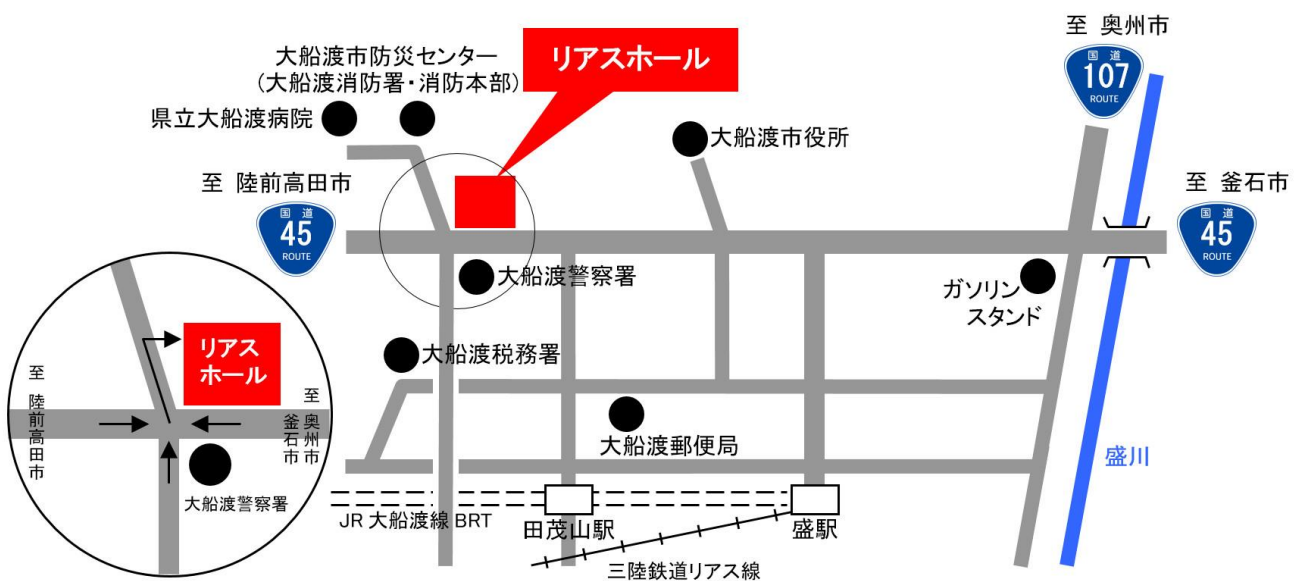 至 奥州市
国道
107
ROUTE
大船渡市防災センター
(大船渡消防署・消防本部)
リアスホール
県立大船渡病院
大船渡市役所
至 陸前高田市
国道
45
ROUTE
至 釜石市
国道
45
ROUTE
大船渡警察署
ガソリン
スタンド
大船渡税務署
大船渡郵便局
盛川
JR 大船渡線 BRT
田茂山駅
盛駅
三陸鉄道リアス線
リアス
ホール
至 陸前高田市
至 奥州市
釜石市
大船渡警察署